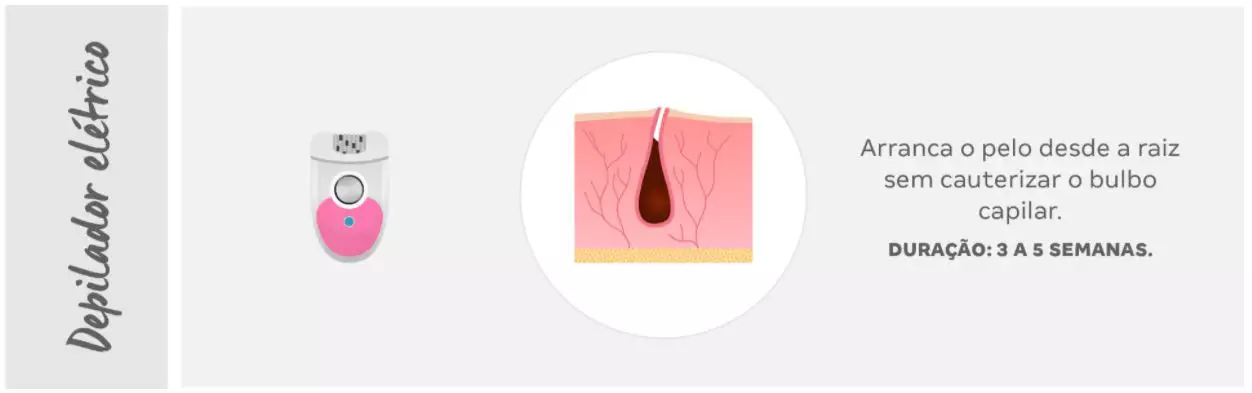 Depilador elétrico
Arranca o pelo desde a raiz
sem cauterizar o bulbo
capilar.
DURAÇÃO: 3 A 5 SEMANAS.